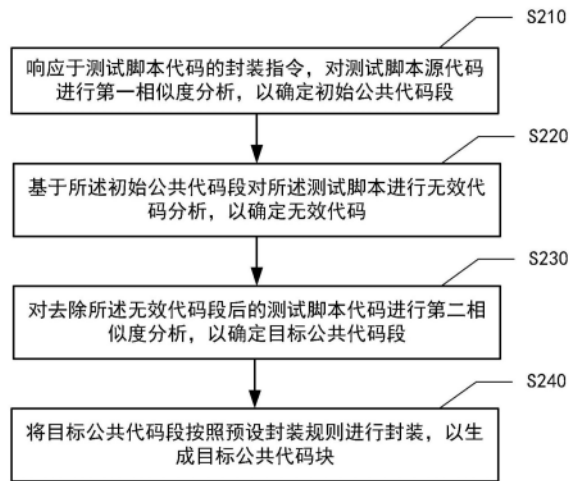 S210
响应于测试脚本代码的封装指令，对测试脚本源代码
进行第一相似度分析，以确定初始公共代码段
S220
基于所述初始公共代码段对所述测试脚本进行无效代
码分析，以确定无效代码
S230
对去除所述无效代码段后的测试脚本代码进行第二相
似度分析，以确定目标公共代码段
S240
将目标公共代码段按照预设封装规则进行封装，以生
成目标公共代码块